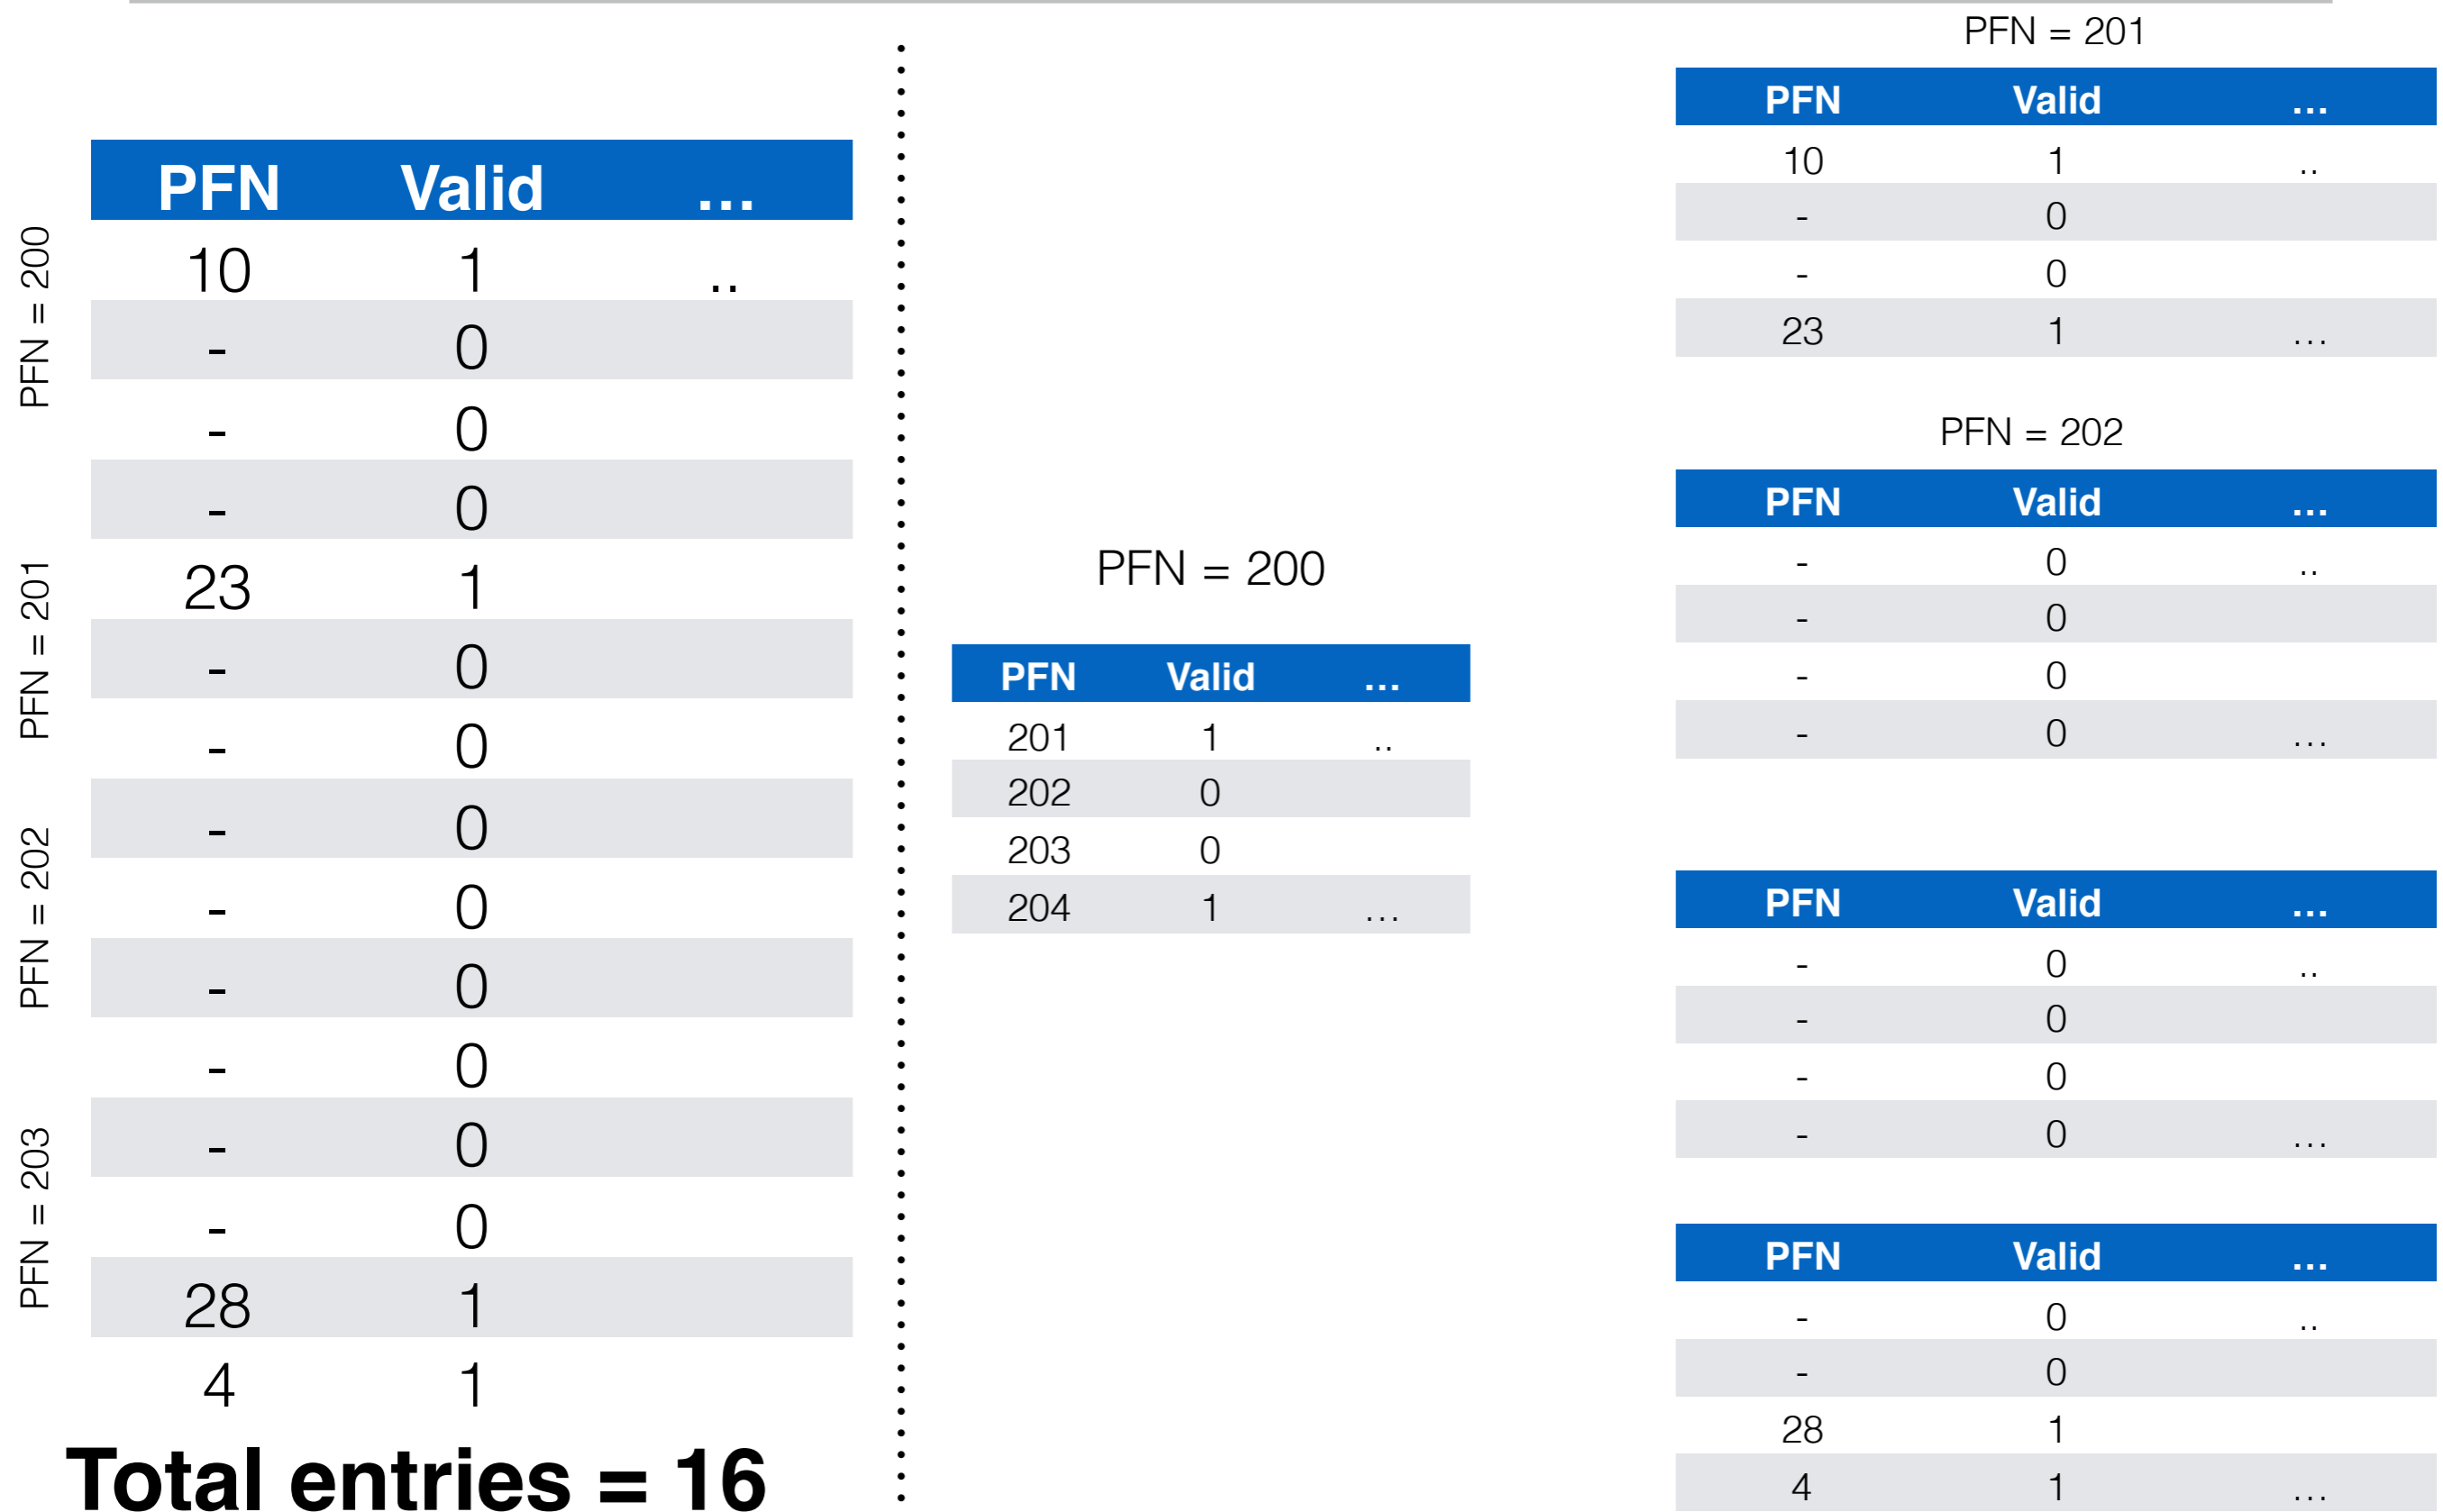 PFN Valid ...
10 1 ..
- 0
- 0
- 0
23 1
- 0
- 0
- 0
- 0
- 0
- 0
- 0
- 0
28 1
4 1
Total entries = 16
PFN = 200
PFN = 201
PFN = 202
PFN = 203
PFN = 200
PFN Valid ...
201 1 ..
202 0
203 0
204 1 ...
PFN = 201
PFN Valid ...
10 1 ..
- 0
- 0
23 1 ...
PFN = 202
PFN Valid ...
- 0 ..
- 0
- 0
- 0 ...
PFN Valid ...
- 0 ..
- 0
- 0
- 0 ...
PFN Valid ...
- 0 ..
- 0
28 1
4 1 ...